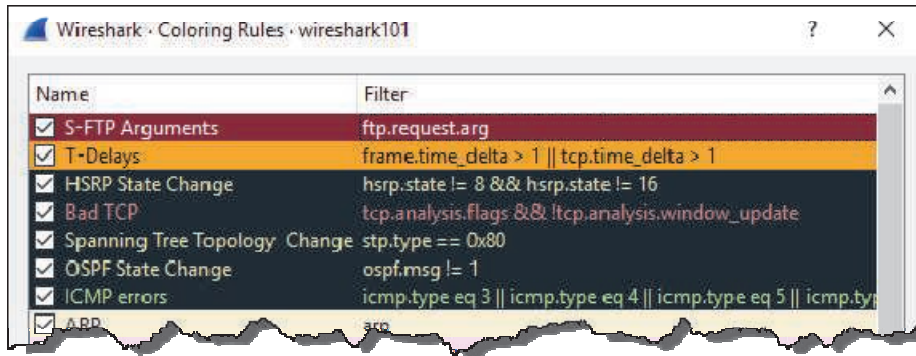 Wireshark · Coloring Rules · wireshark101 ?
Name Filter
S-FTP Arguments ftp.request.arg
T-Delays frame.time_delta > 1 || tcp.time_delta > 1
HSRP State Change hsrp.state != 8 && hsrp.state != 16
Bad TCP tcp.analysis.flags && !tcp.analysis.window_update
Spanning Tree Topology Change stp.type == 0x80
OSPF State Change ospf.msg != 1
ICMP errors icmp.type eq 3 || icmp.type eq 4 || icmp.type eq 5 || icmp.typ
ARP arp